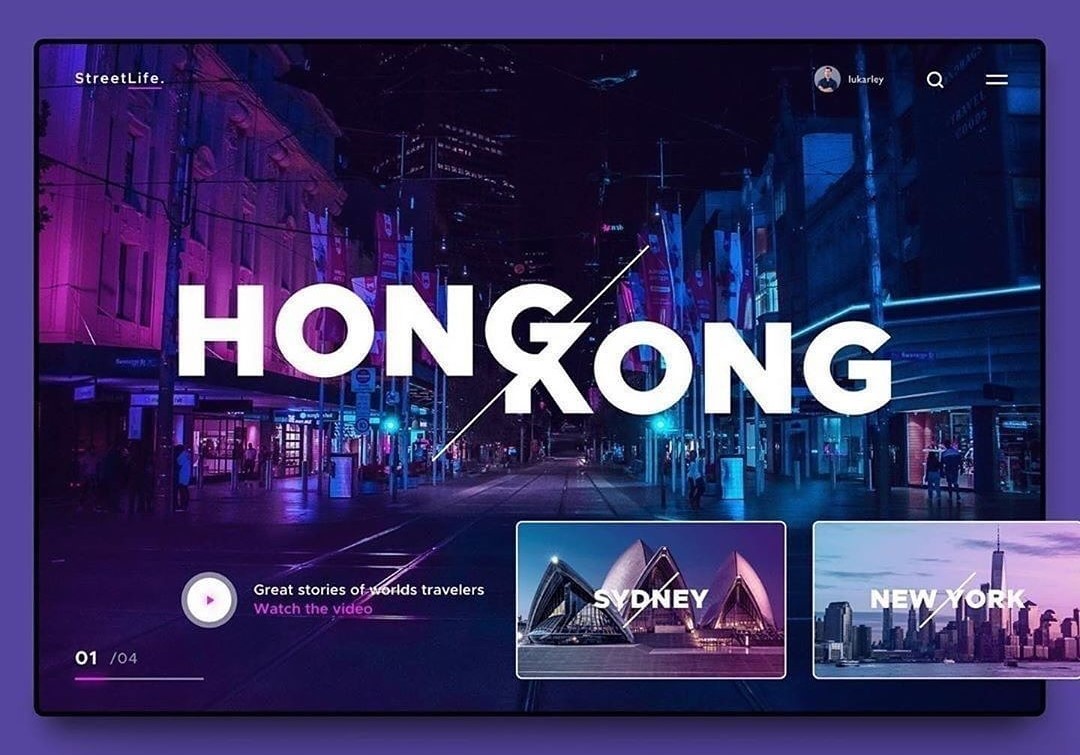 StreetLife.
lukarley
HONG
KONG
Great stories of worlds travelers
Watch the video
SYDNEY
NEW YORK
01 /04